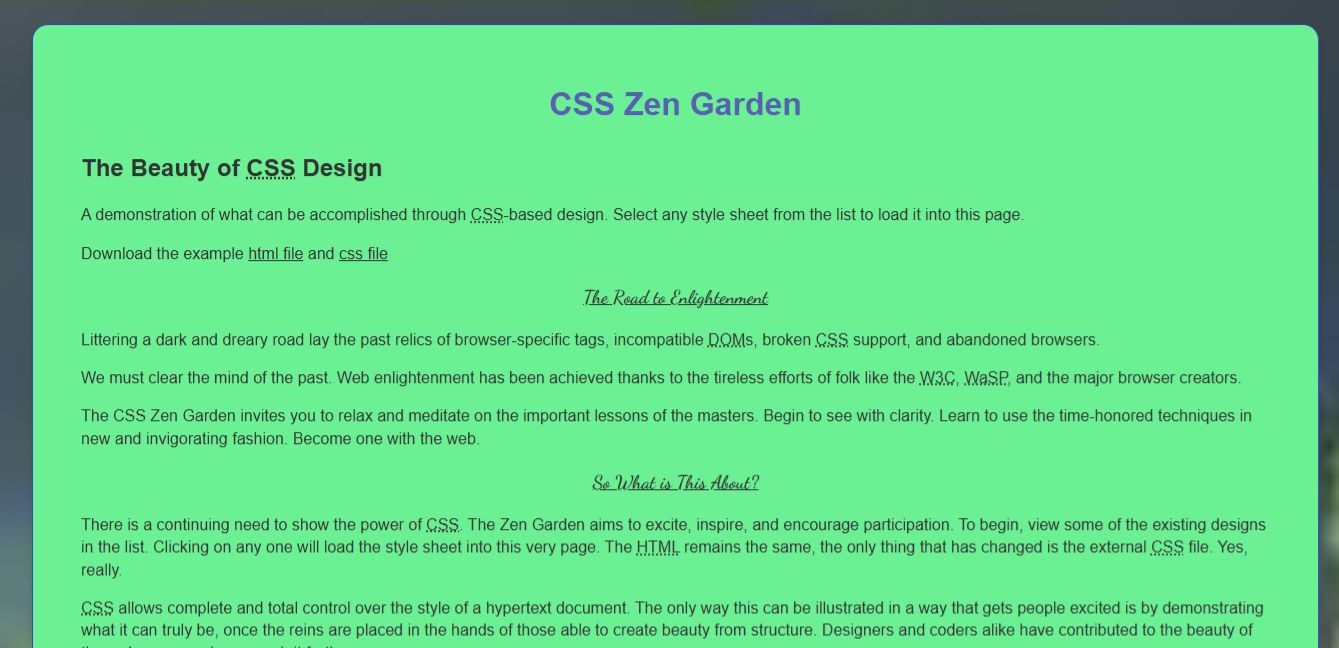 CSS Zen Garden
The Beauty of CSS Design
A demonstration of what can be accomplished through CSS-based design. Select any style sheet from the list to load it into this page.
Download the example html file and css file
The Road to Enlightenment
Littering a dark and dreary road lay the past relics of browser-specific tags, incompatible DOMs, broken CSS support, and abandoned browsers.
We must clear the mind of the past. Web enlightenment has been achieved thanks to the tireless efforts of folk like the W3C, WaSP, and the major browser creators.
The CSS Zen Garden invites you to relax and meditate on the important lessons of the masters. Begin to see with clarity. Learn to use the time-honored techniques in
new and invigorating fashion. Become one with the web.
So What is This About?
There is a continuing need to show the power of CSS. The Zen Garden aims to excite, inspire, and encourage participation. To begin, view some of the existing designs
in the list. Clicking on any one will load the style sheet into this very page. The HTML remains the same, the only thing that has changed is the external CSS file. Yes,
really.
CSS allows complete and total control over the style of a hypertext document. The only way this can be illustrated in a way that gets people excited is by demonstrating
what it can truly be, once the reins are placed in the hands of those able to create beauty from structure. Designers and coders alike have contributed to the beauty of